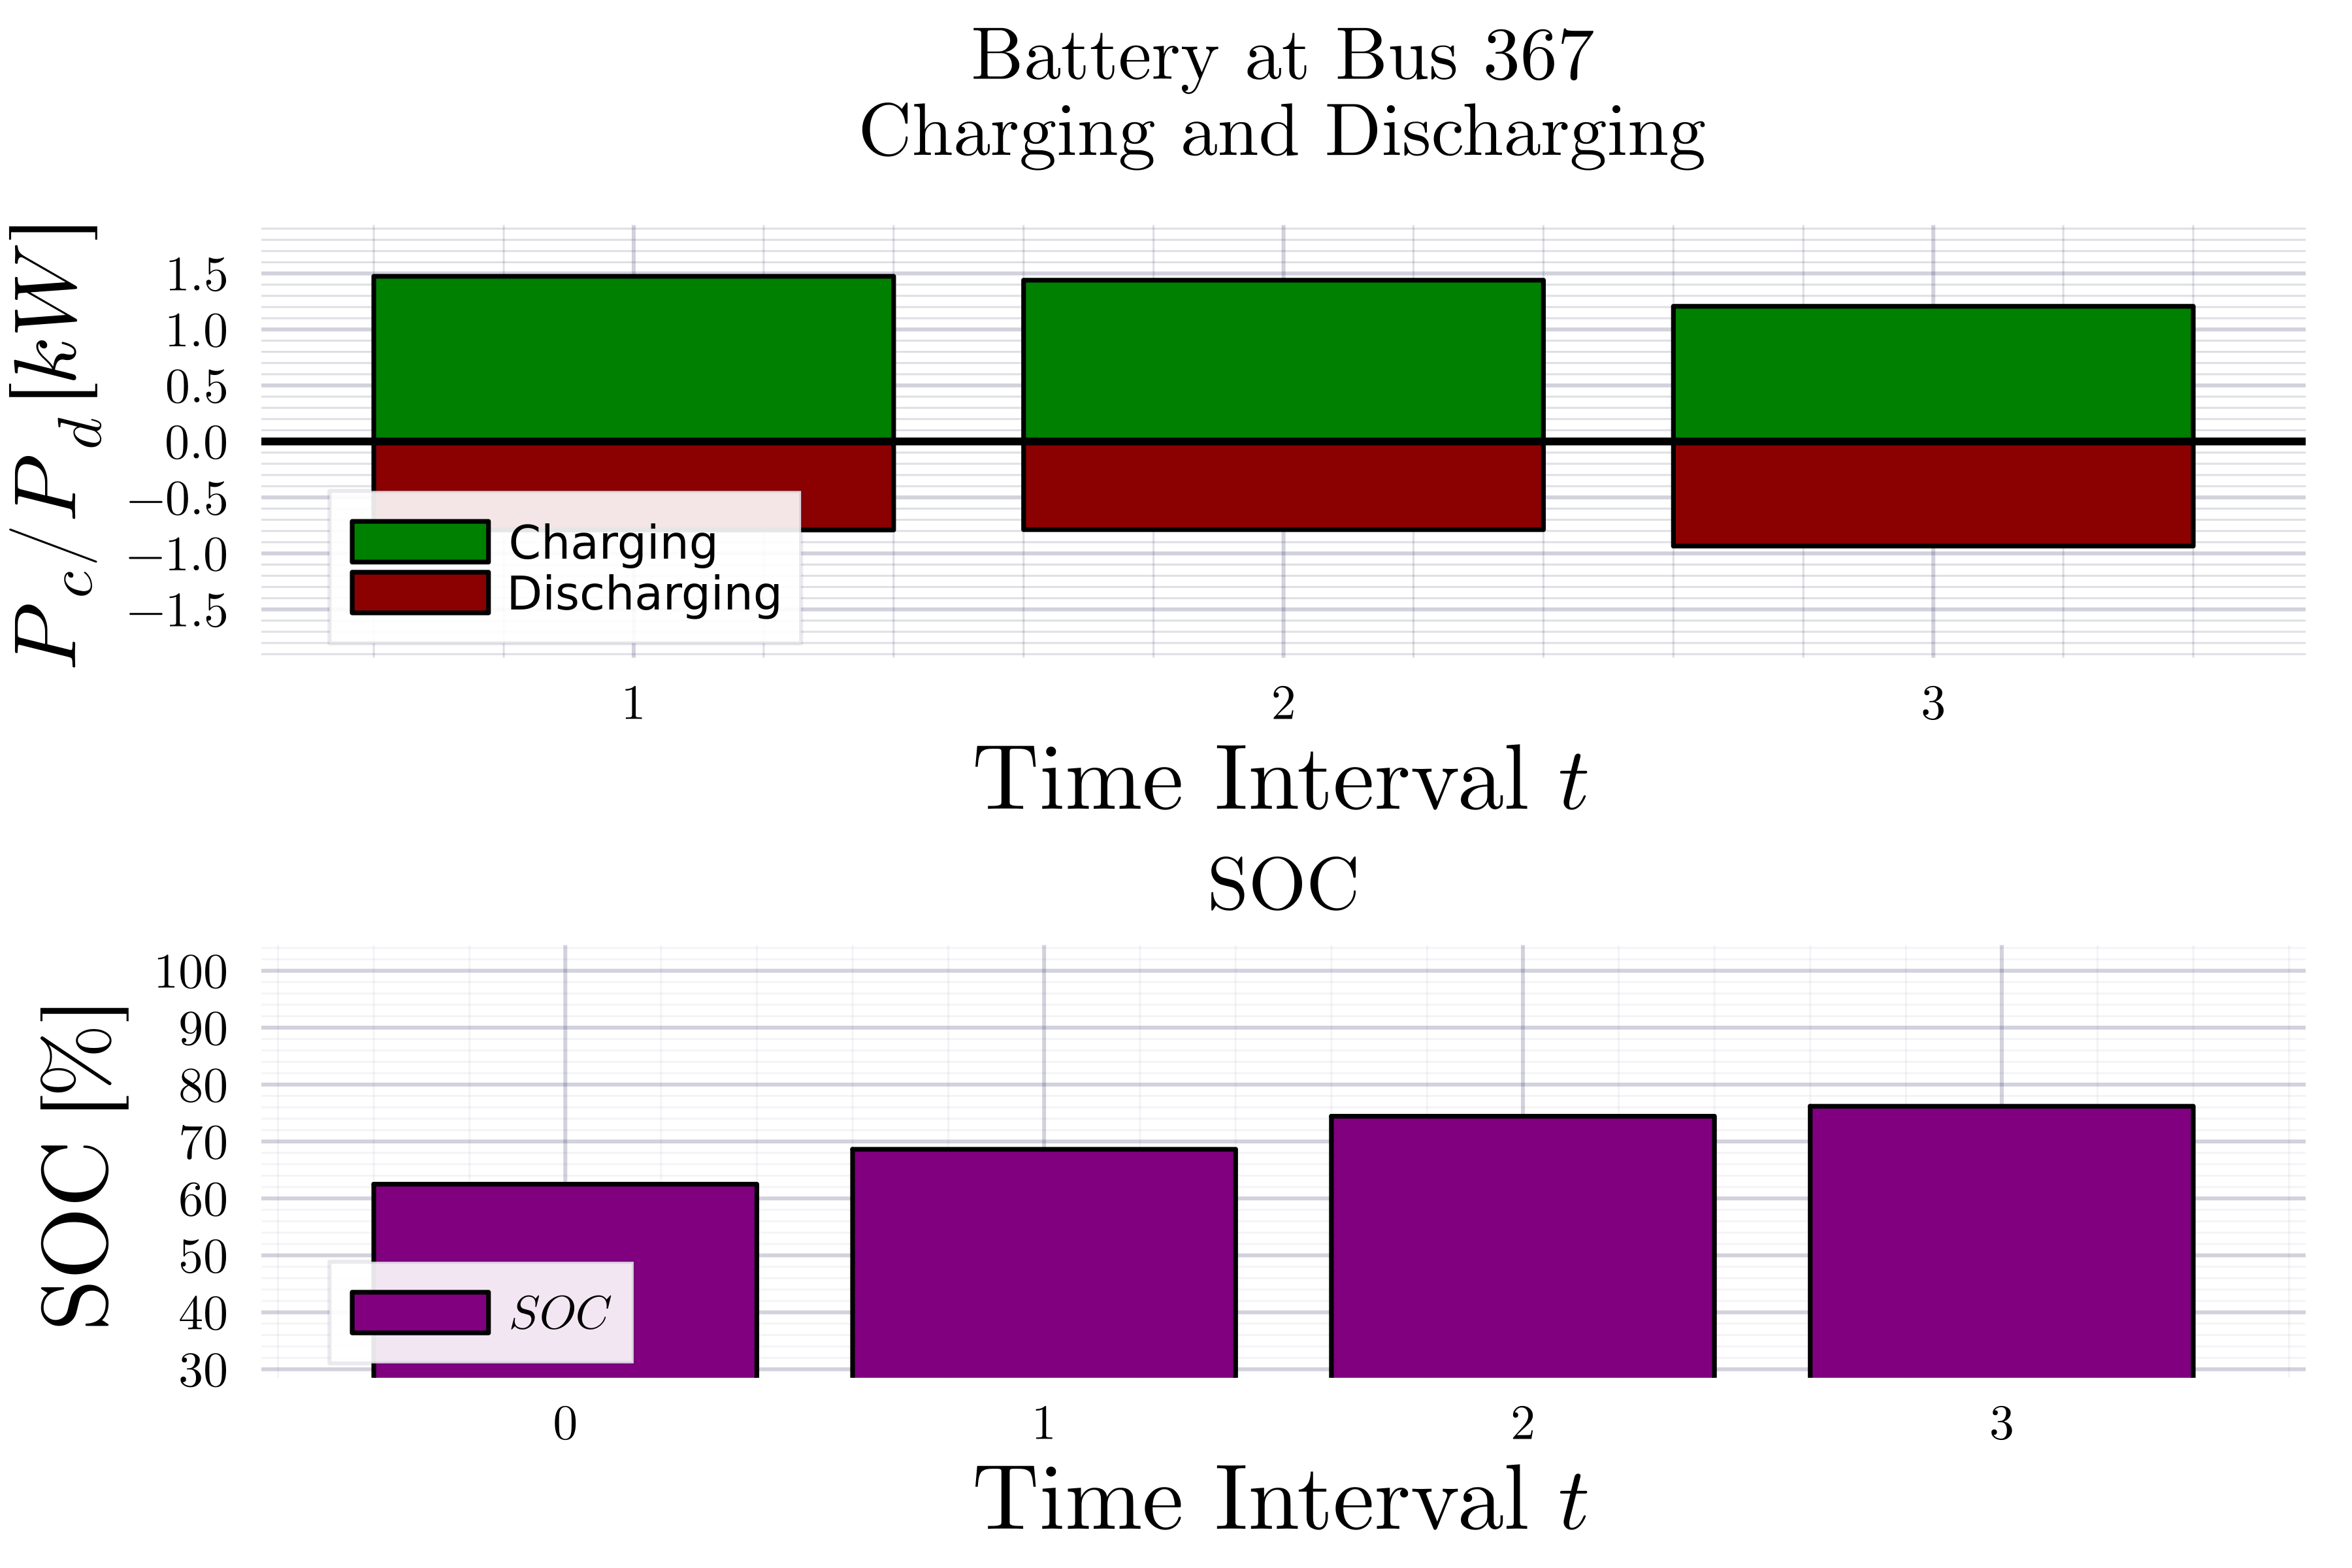 Battery at Bus 367
Charging and Discharging
P_c/P_d [kW]
1.5
1.0
0.5
0.0
−0.5
−1.0
−1.5
Charging
Discharging
1 2 3
Time Interval t
SOC
SOC [%]
100
90
80
70
60
50
40
30
SOC
0 1 2 3
Time Interval t